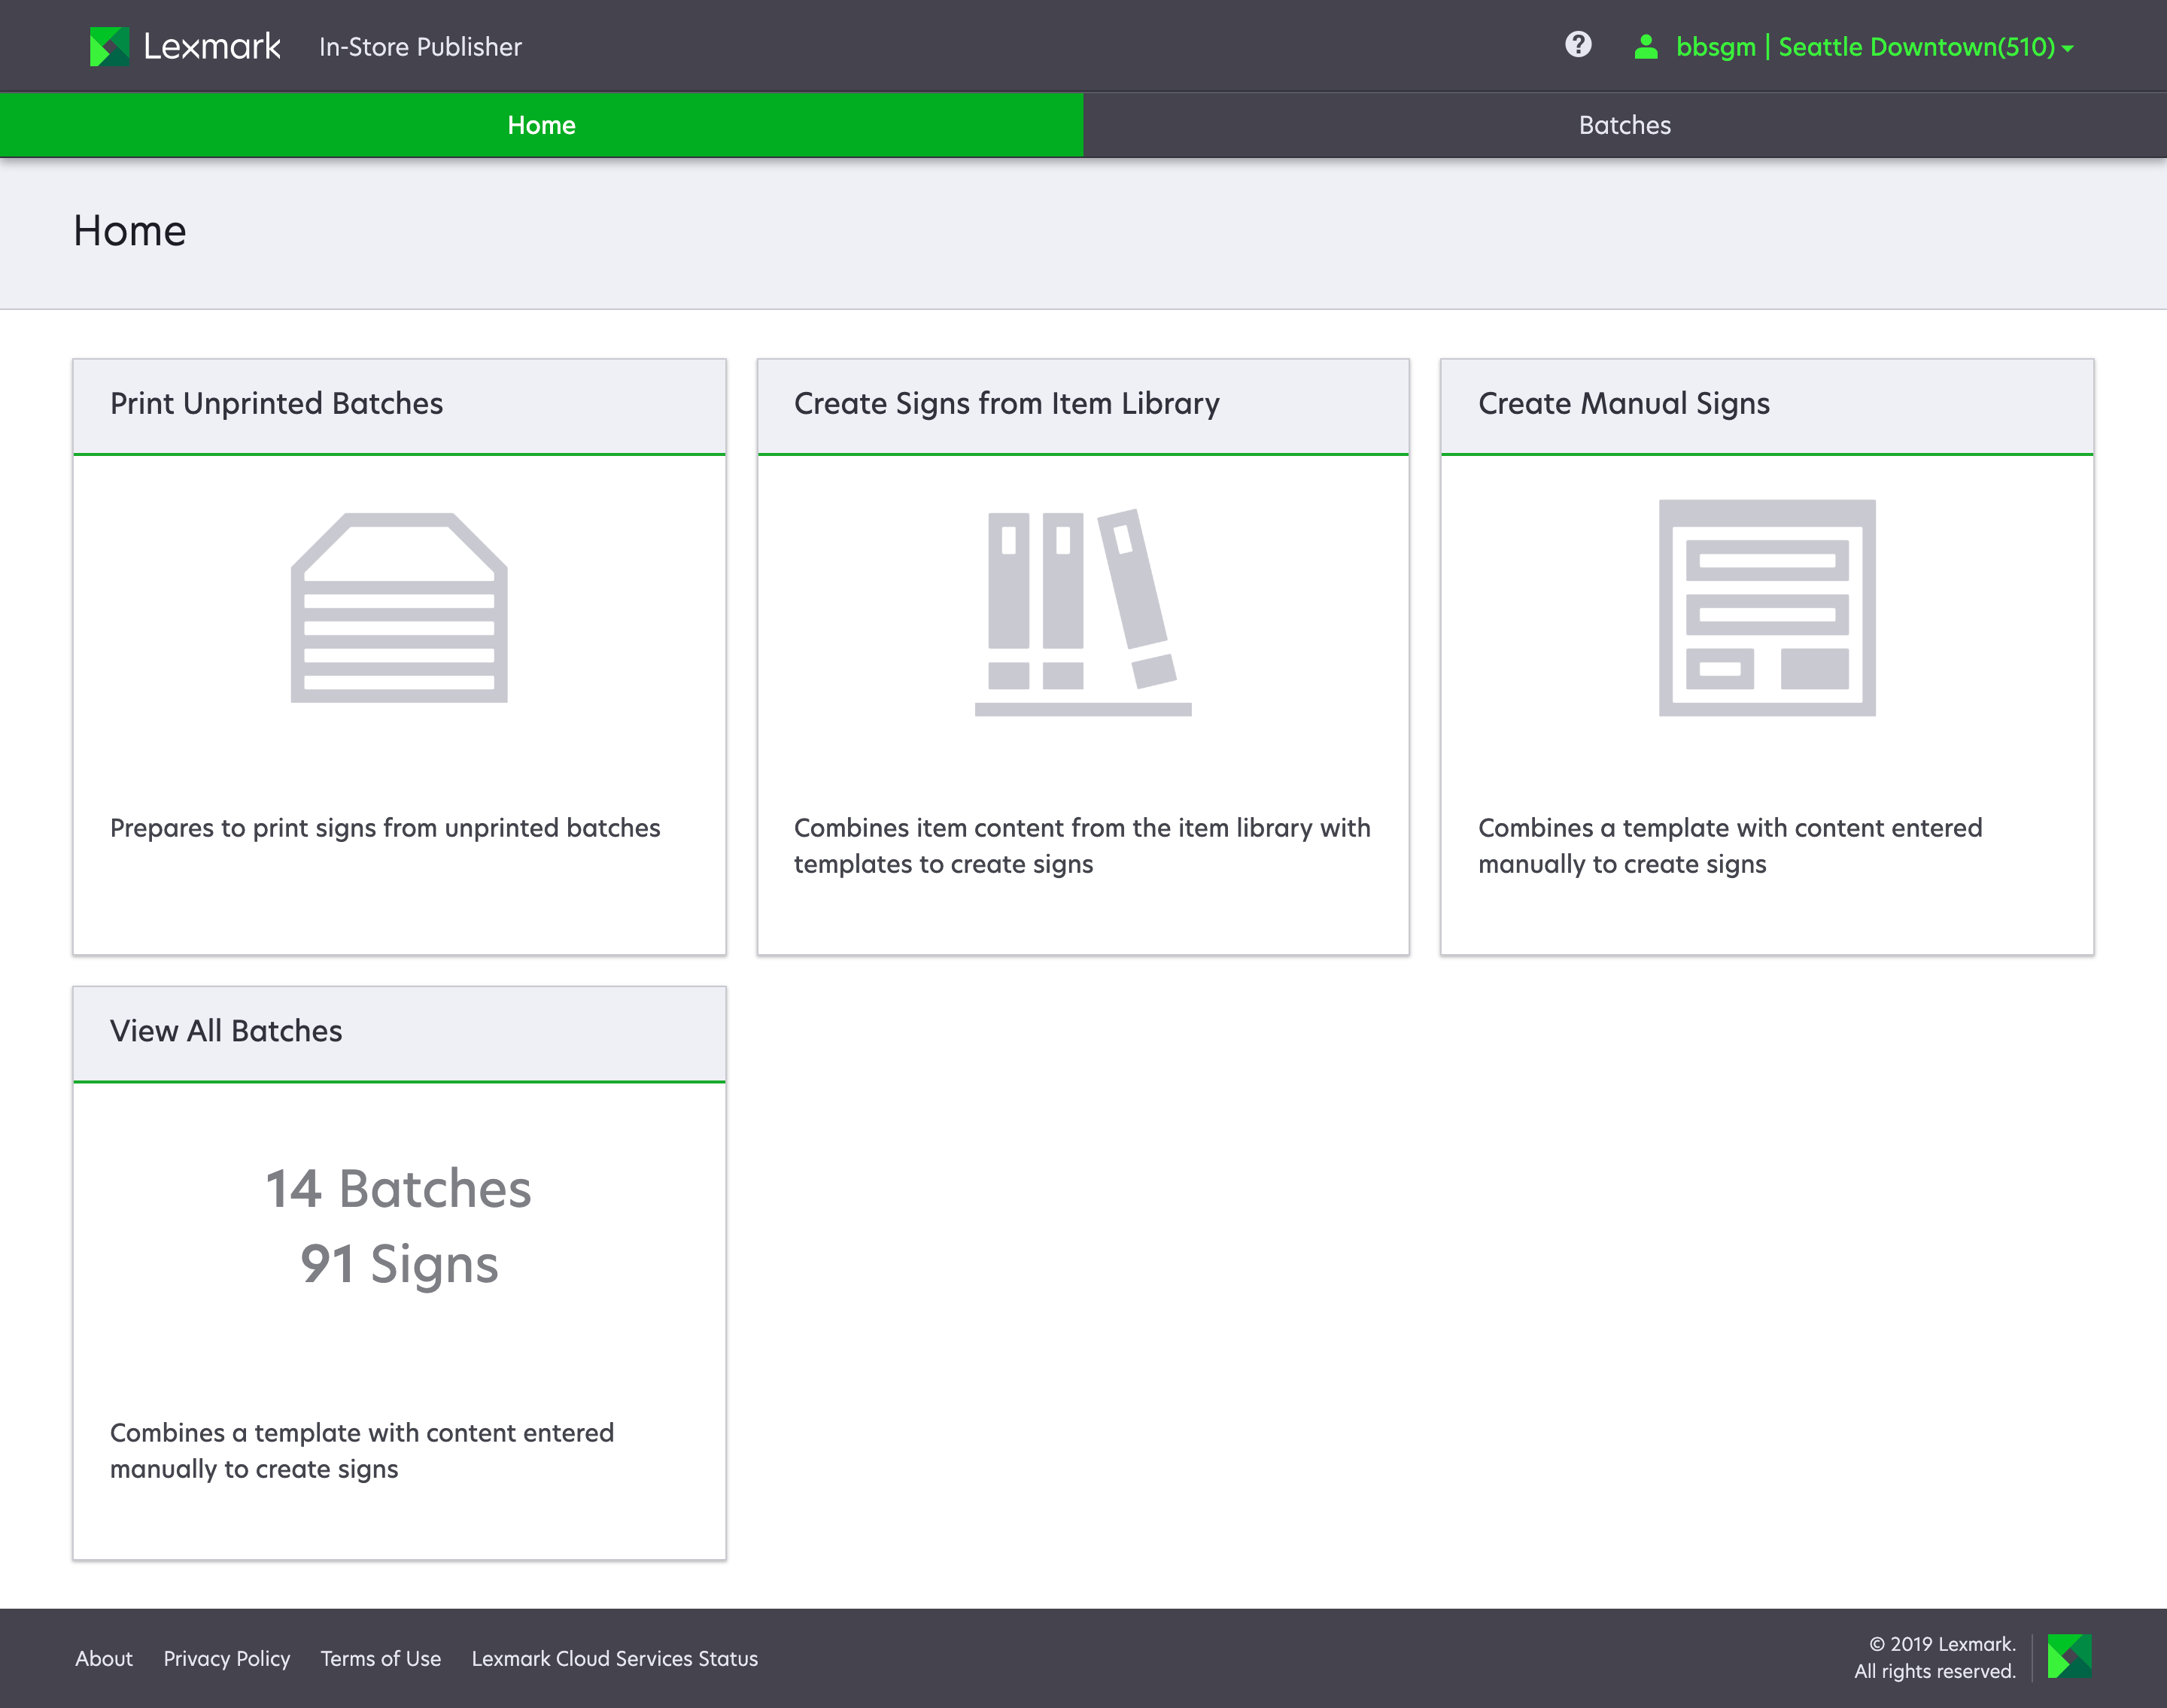 Lexmark In-Store Publisher
? bbsgm | Seattle Downtown(510)
Home
Batches
Home
Print Unprinted Batches
Prepares to print signs from unprinted batches
Create Signs from Item Library
Combines item content from the item library with
templates to create signs
Create Manual Signs
Combines a template with content entered
manually to create signs
View All Batches
14 Batches
91 Signs
Combines a template with content entered
manually to create signs
About Privacy Policy Terms of Use Lexmark Cloud Services Status
© 2019 Lexmark.
All rights reserved.